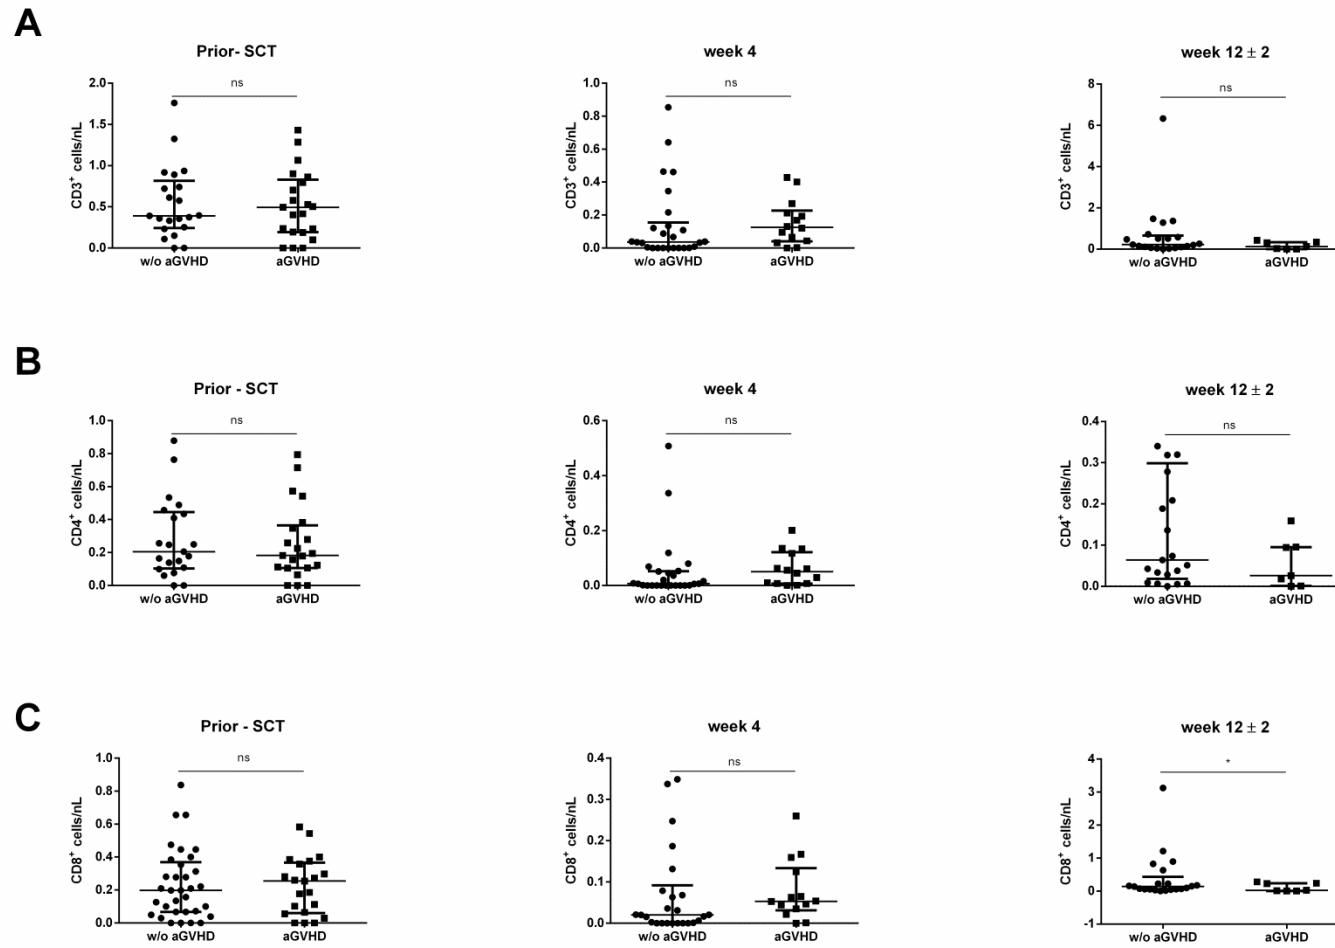 A
Prior- SCT
ns
CD3+ cells/nL
2.0
1.5
1.0
0.5
0.0
w/o aGVHD
aGVHD
week 4
ns
CD3+ cells/nL
1.0
0.8
0.6
0.4
0.2
0.0
w/o aGVHD
aGVHD
week 12 ± 2
ns
CD3+ cells/nL
8
6
4
2
0
w/o aGVHD
aGVHD
B
Prior - SCT
ns
CD4+ cells/nL
1.0
0.8
0.6
0.4
0.2
0.0
w/o aGVHD
aGVHD
week 4
ns
CD4+ cells/nL
0.6
0.4
0.2
0.0
w/o aGVHD
aGVHD
week 12 ± 2
ns
CD4+ cells/nL
0.4
0.3
0.2
0.1
0.0
w/o aGVHD
aGVHD
C
Prior - SCT
ns
CD8+ cells/nL
1.0
0.8
0.6
0.4
0.2
0.0
w/o aGVHD
aGVHD
week 4
ns
CD8+ cells/nL
0.4
0.3
0.2
0.1
0.0
w/o aGVHD
aGVHD
week 12 ± 2
*
CD8+ cells/nL
4
3
2
1
0
-1
w/o aGVHD
aGVHD